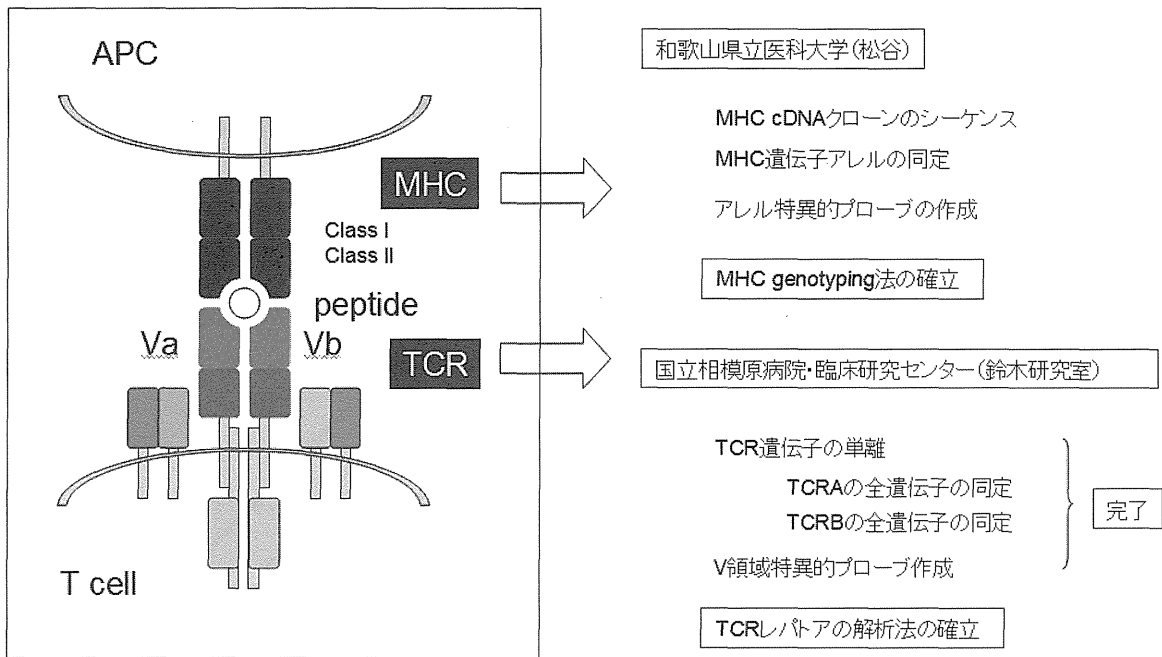 APC
MHC
Class I
Class II
peptide
Va
Vb
TCR
T cell
和歌山県立医科大学(松谷)
MHC cDNAクローンのシーケンス
MHC遺伝子アレルの同定
アレル特異的プローブの作成
MHC genotyping法の確立
国立相模原病院・臨床研究センター(鈴木研究室)
TCR遺伝子の単離
TCRAの全遺伝子の同定
TCRBの全遺伝子の同定
V領域特異的プローブ作成
完了
TCRレパトアの解析法の確立